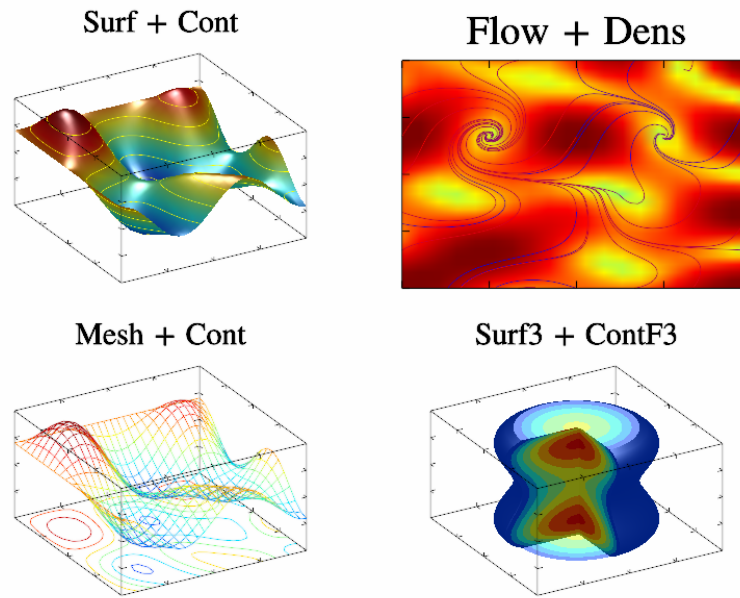 Surf + Cont
Flow + Dens
Mesh + Cont
Surf3 + ContF3